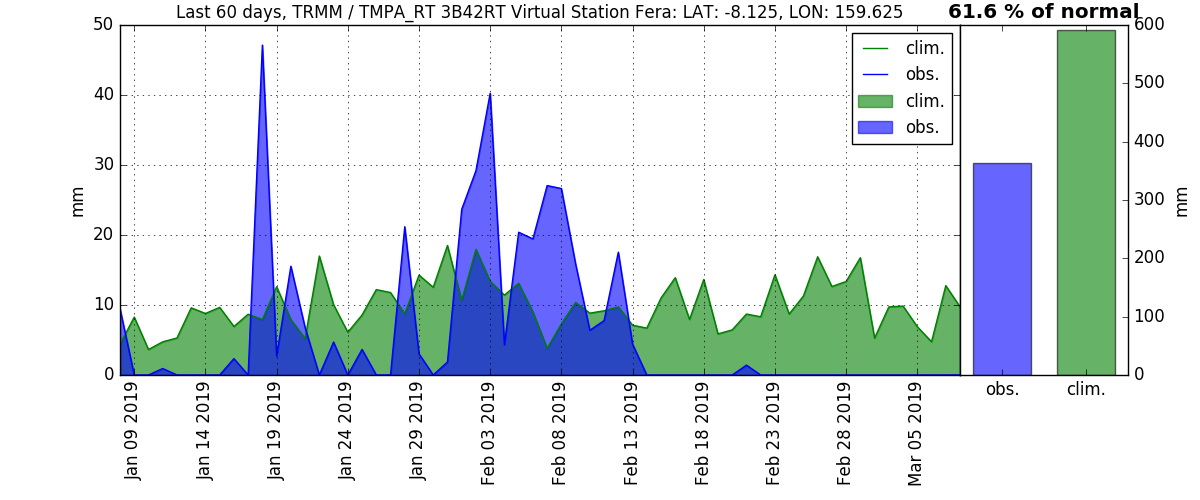 Last 60 days, TRMM / TMPA_RT 3B42RT Virtual Station Fera: LAT: -8.125, LON: 159.625
61.6 % of normal
50
40
30
20
10
0
mm
clim.
obs.
clim.
obs.
600
500
400
300
200
100
0
mm
Jan 09 2019
Jan 14 2019
Jan 19 2019
Jan 24 2019
Jan 29 2019
Feb 03 2019
Feb 08 2019
Feb 13 2019
Feb 18 2019
Feb 23 2019
Feb 28 2019
Mar 05 2019
obs.
clim.